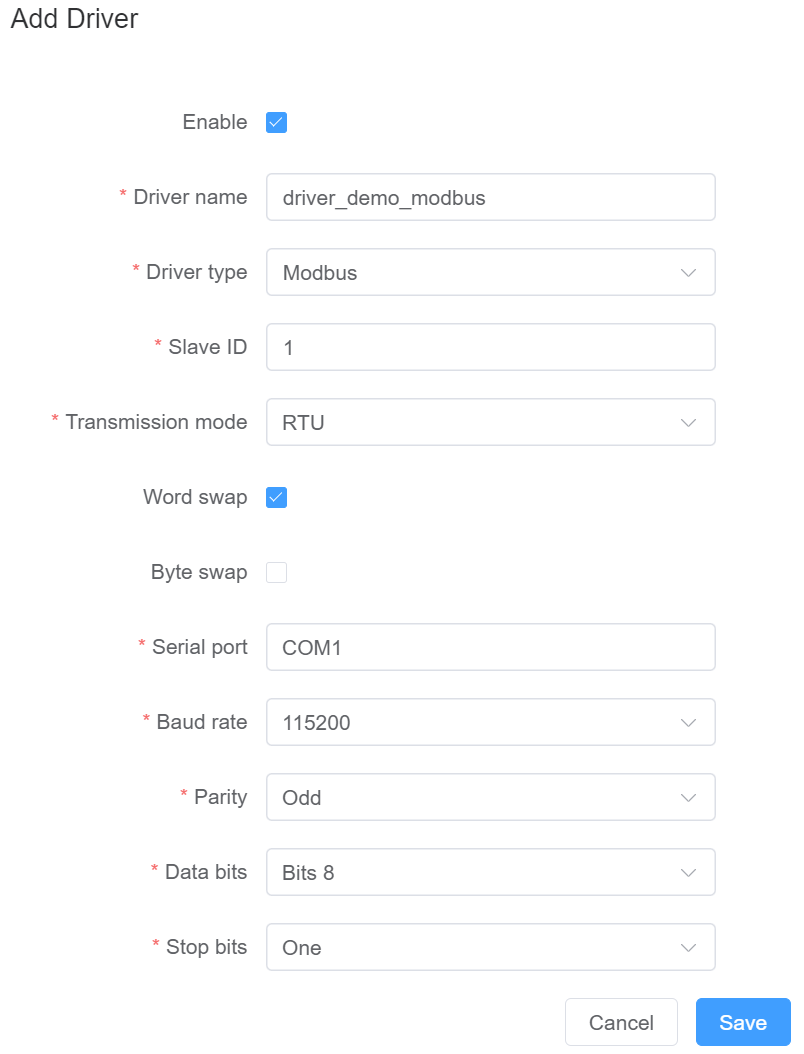 Add Driver
Enable
* Driver name driver_demo_modbus
* Driver type Modbus
* Slave ID 1
* Transmission mode RTU
Word swap
Byte swap
* Serial port COM1
* Baud rate 115200
* Parity Odd
* Data bits Bits 8
* Stop bits One
Cancel Save